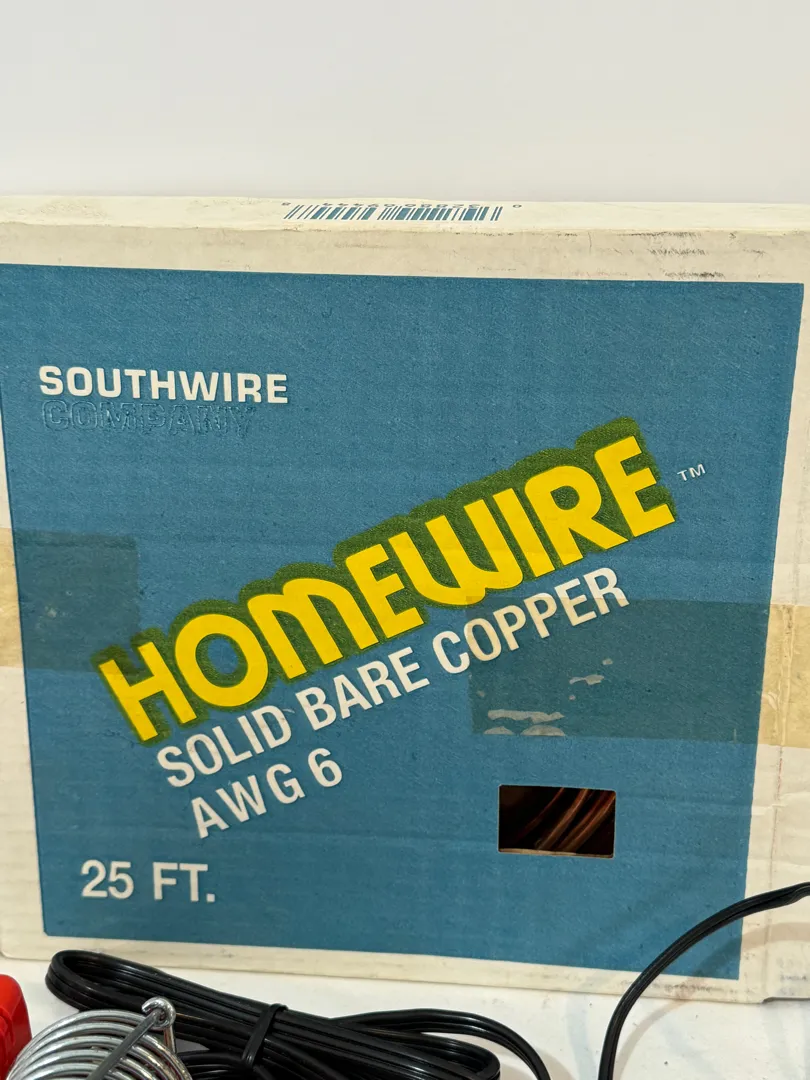 SOUTHWIRE
COMPANY
HOMEWIRE™
SOLID BARE COPPER
AWG 6
25 FT.